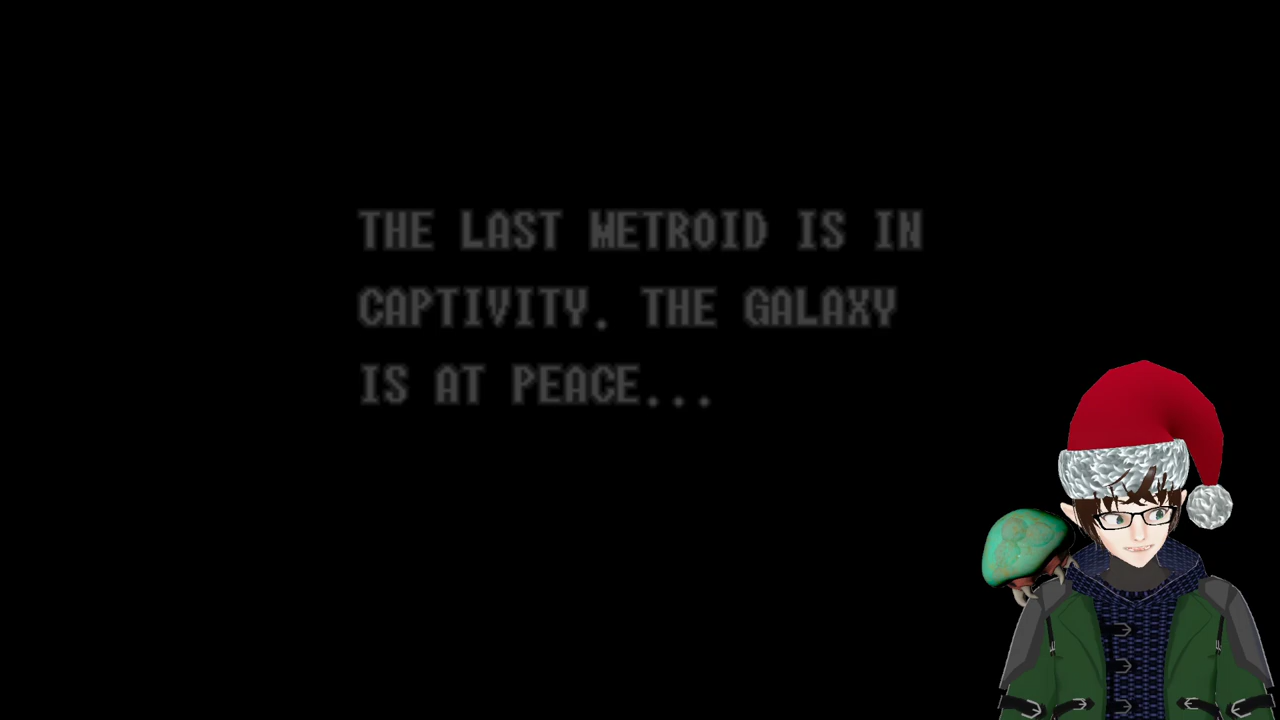 THE LAST METROID IS IN
CAPTIVITY. THE GALAXY
IS AT PEACE...